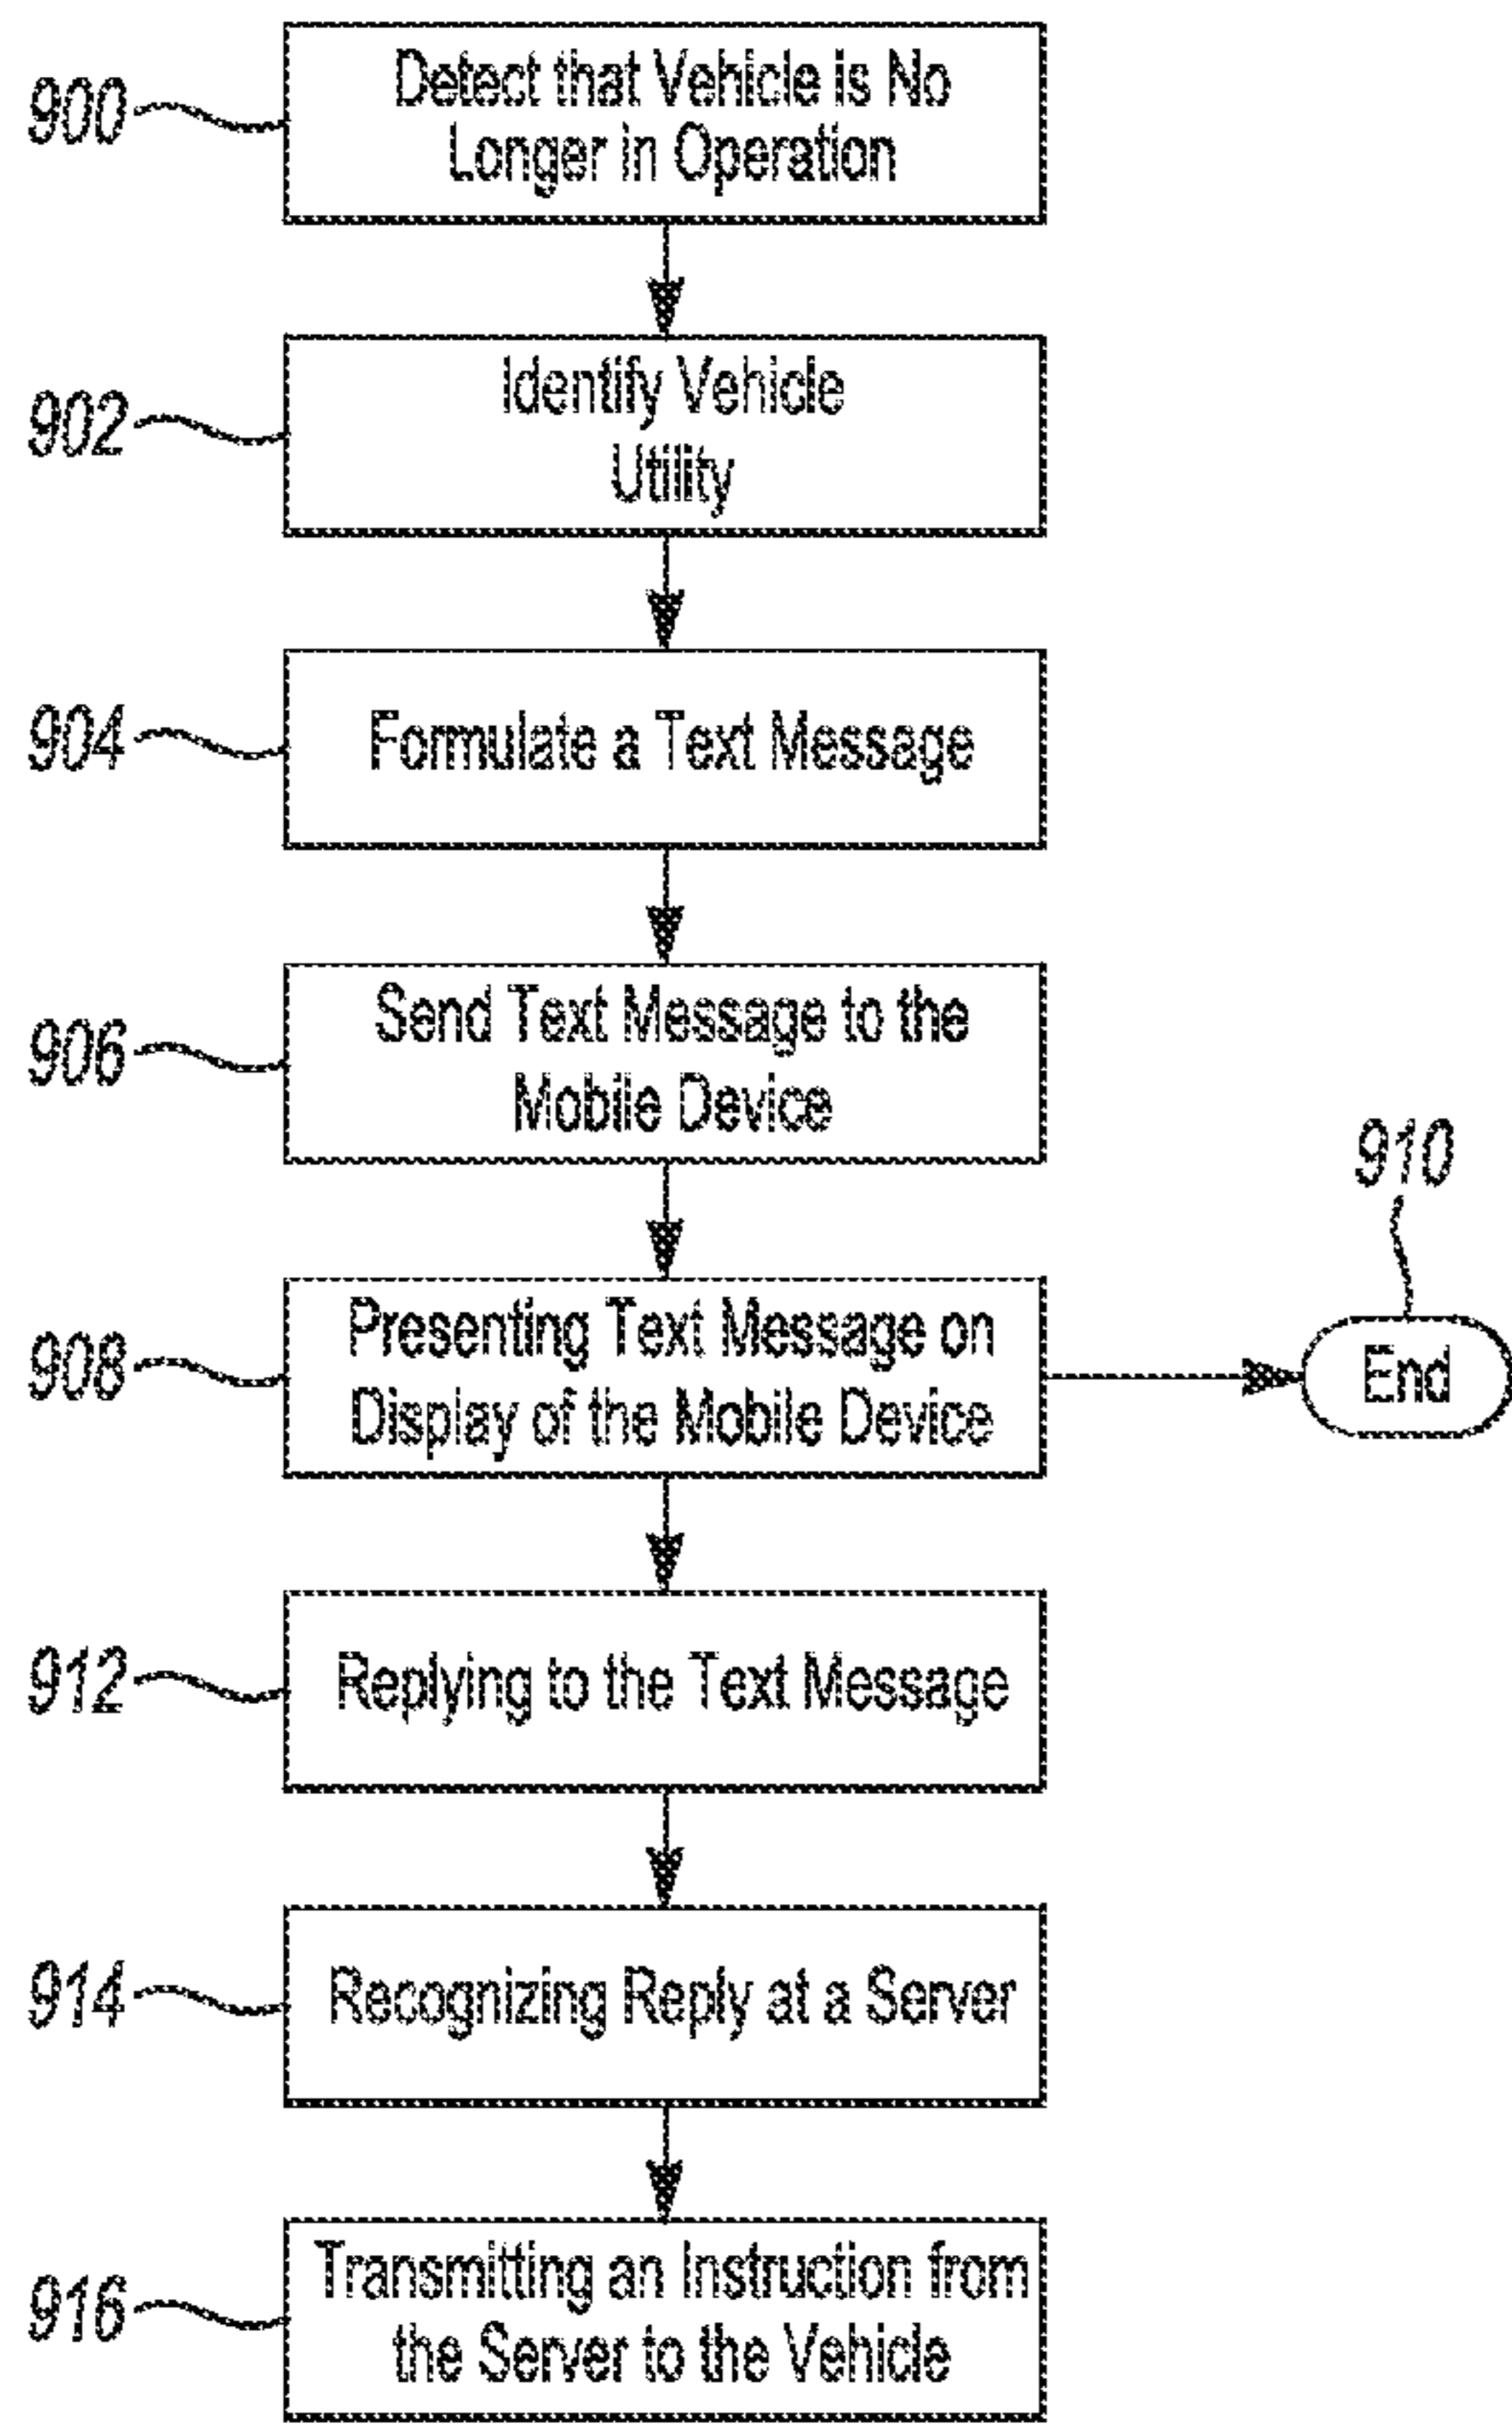 900
Detect that Vehicle is No
Longer in Operation
902
Identify Vehicle
Utility
904
Formulate a Text Message
906
Send Text Message to the
Mobile Device
908
Presenting Text Message on
Display of the Mobile Device
910
End
912
Replying to the Text Message
914
Recognizing Reply at a Server
916
Transmitting an Instruction from
the Server to the Vehicle